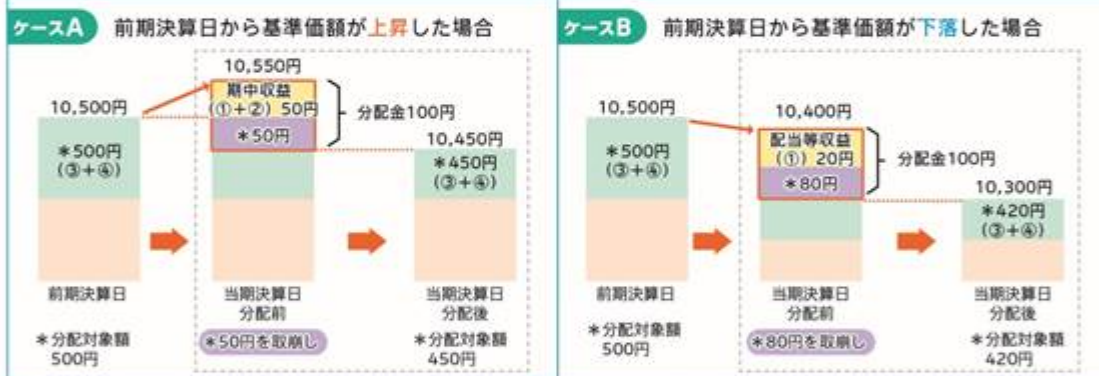 ケースA 前期決算日から基準価額が上昇した場合
10,550円
期中収益
(①+②) 50円
*50円
分配金100円
10,500円
*500円
(③+④)
10,450円
*450円
(③+④)
前期決算日
当期決算日
分配前
当期決算日
分配後
*分配対象額
500円
*50円を取崩し
*分配対象額
450円
ケースB 前期決算日から基準価額が下落した場合
10,500円
*500円
(③+④)
10,400円
配当等収益
(①) 20円
*80円
分配金100円
10,300円
*420円
(③+④)
前期決算日
当期決算日
分配前
当期決算日
分配後
*分配対象額
500円
*80円を取崩し
*分配対象額
420円